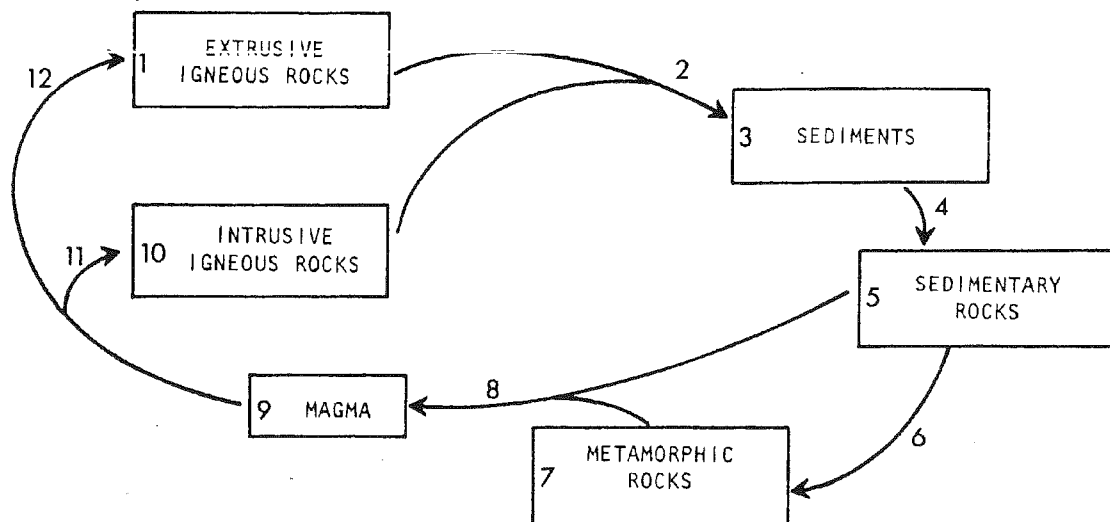 12
1
EXTRUSIVE
IGNEOUS ROCKS
2
3
SEDIMENTS
4
11
10
INTRUSIVE
IGNEOUS ROCKS
5
SEDIMENTARY
ROCKS
8
9
MAGMA
6
7
METAMORPHIC
ROCKS